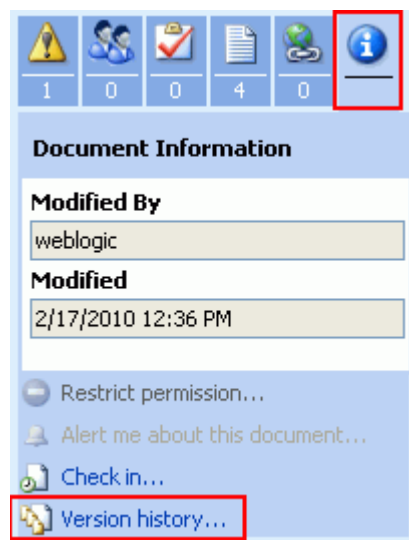 1 0 0 4 0
Document Information
Modified By
weblogic
Modified
2/17/2010 12:36 PM
Restrict permission...
Alert me about this document...
Check in...
Version history...